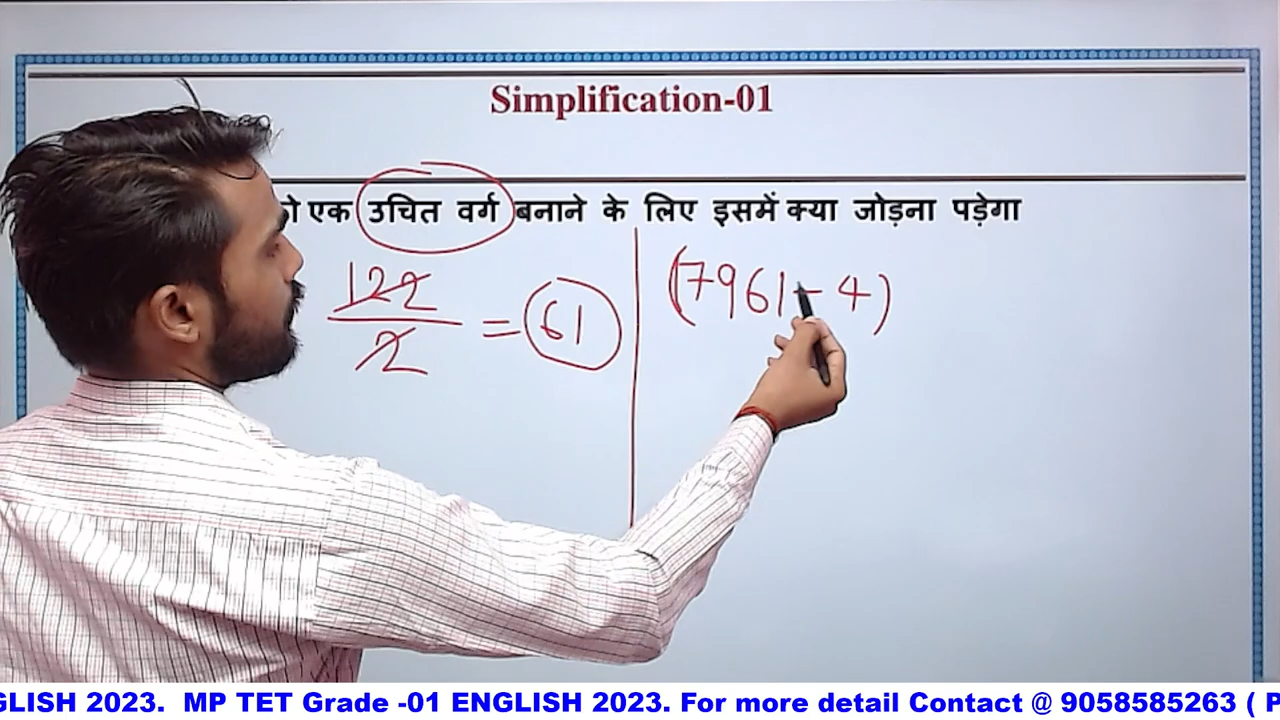 Simplification-01
एक उचित वर्ग बनाने के लिए इसमें क्या जोड़ना पड़ेगा
122
2
= 61
(7961 - 4)
GLISH 2023. MP TET Grade -01 ENGLISH 2023. For more detail Contact @ 9058585263 ( P